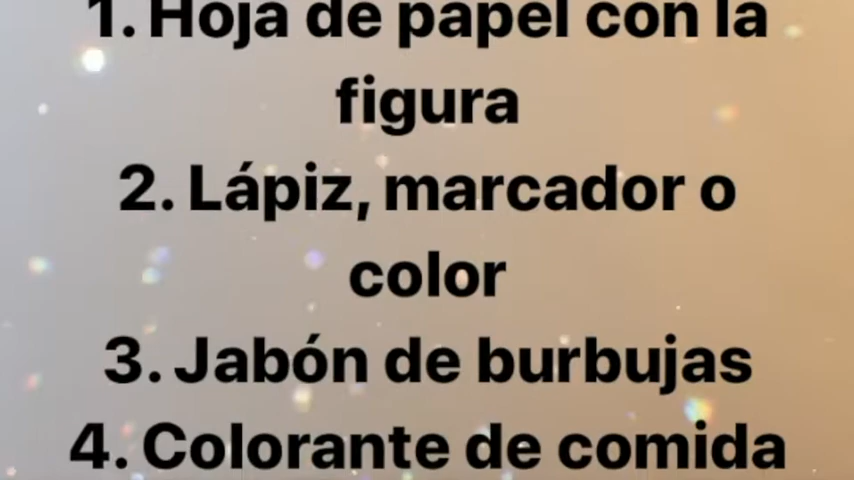 1. Hoja de papel con la
figura
2. Lápiz, marcador o
color
3. Jabón de burbujas
4. Colorante de comida